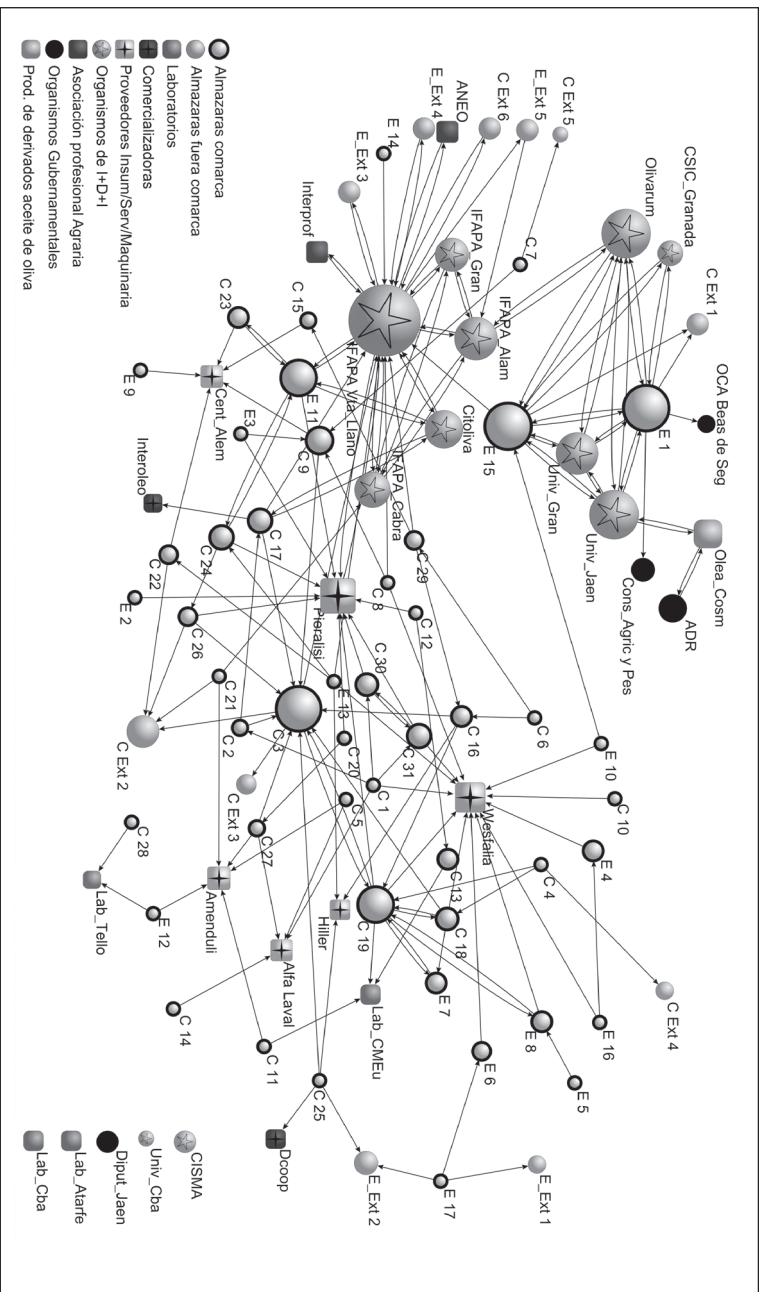 CSIC_Granada
Olivarum
C Ext 1
OCA Beas de Seg
E 1
Univ_Gran
Univ_Jaen
Cons_Agric y Pes
Olea_Cosm
ADR
E 15
C Ext 5
E_Ext 5
C Ext 6
ANEO
E_Ext 4
E 14
E_Ext 3
Interprof
IFAPA_Gran
C 7
IFAPA_Alam
IFAPA Vta_Llano
Citoliva
IFAPA_Cabra
C 15
C 23
E 11
C 9
E3
Cent_Alem
E 9
Interoleo
C 17
C 24
C 22
E 2
C 26
Pieralisi
C 8
C 29
C 12
C 30
E 13
C 21
C 2
C 3
C Ext 2
C Ext 3
C 20
C 31
C 16
C 6
E 10
C 10
C 1
C 5
C 27
Westfalia
C 13
C 4
E 4
C 18
C 19
Hiller
Amenduli
C 28
E 12
Lab_Tello
Alfa Laval
C 14
C 11
Lab_CMEu
E 7
C Ext 4
E 16
E 8
E 5
E 6
C 25
Dcoop
E_Ext 2
E 17
E_Ext 1
Almazaras comarca
Almazaras fuera comarca
Laboratorios
Comercializadoras
Proveedores Insum/Serv/Maquinaria
Organismos de I+D+I
Asociación profesional Agraria
Organismos Gubernamentales
Prod. de derivados aceite de oliva
CISMA
Univ_Cba
Diput_Jaen
Lab_Atarfe
Lab_Cba